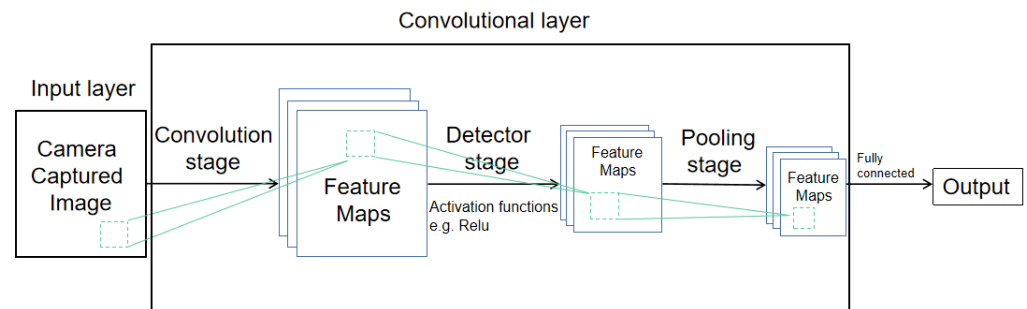 Convolutional layer
Input layer
Camera
Captured
Image
Convolution
stage
Feature
Maps
Detector
stage
Activation functions
e.g. Relu
Feature
Maps
Pooling
stage
Feature
Maps
Fully
connected
Output